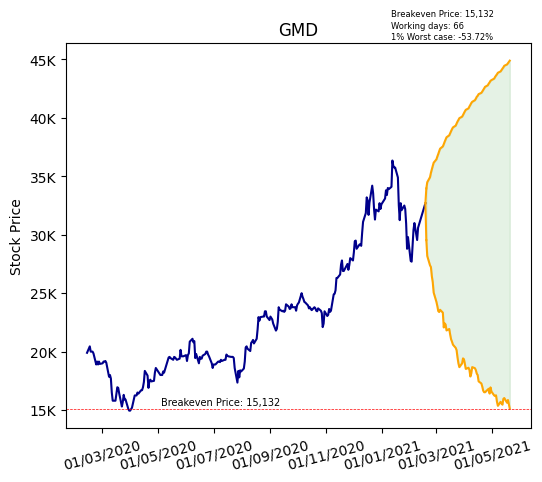 Breakeven Price: 15,132
Working days: 66
1% Worst case: -53.72%
GMD
45K
40K
35K
30K
25K
20K
15K
Stock Price
Breakeven Price: 15,132
01/03/2020
01/05/2020
01/07/2020
01/09/2020
01/11/2020
01/01/2021
01/03/2021
01/05/2021